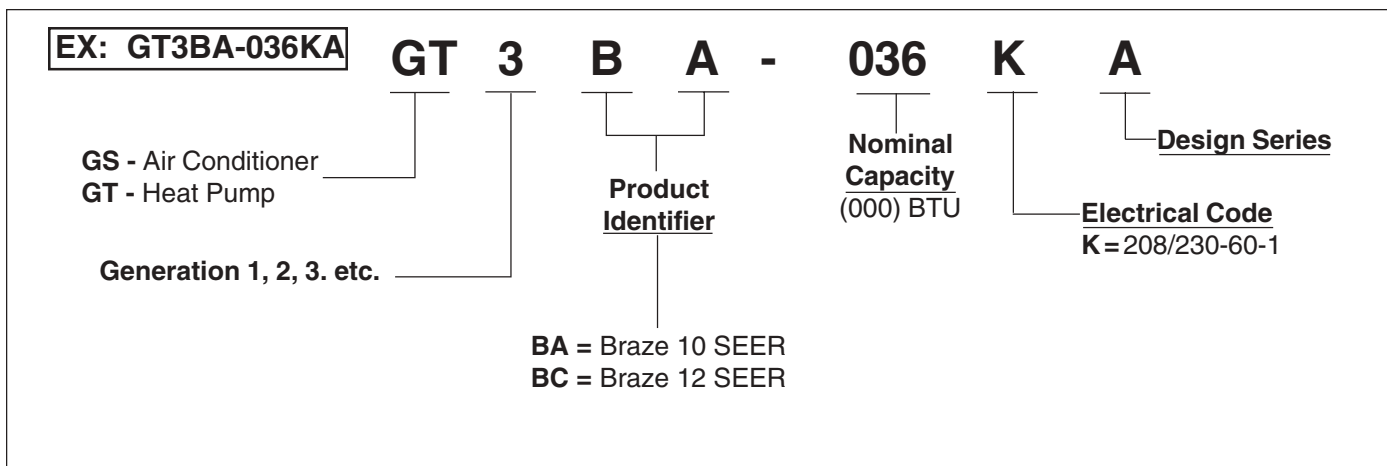 EX: GT3BA-036KA
GT 3 B A - 036 K A
GS - Air Conditioner
GT - Heat Pump
Generation 1, 2, 3. etc.
Product
Identifier
BA = Braze 10 SEER
BC = Braze 12 SEER
Nominal
Capacity
(000) BTU
Design Series
Electrical Code
K = 208/230-60-1